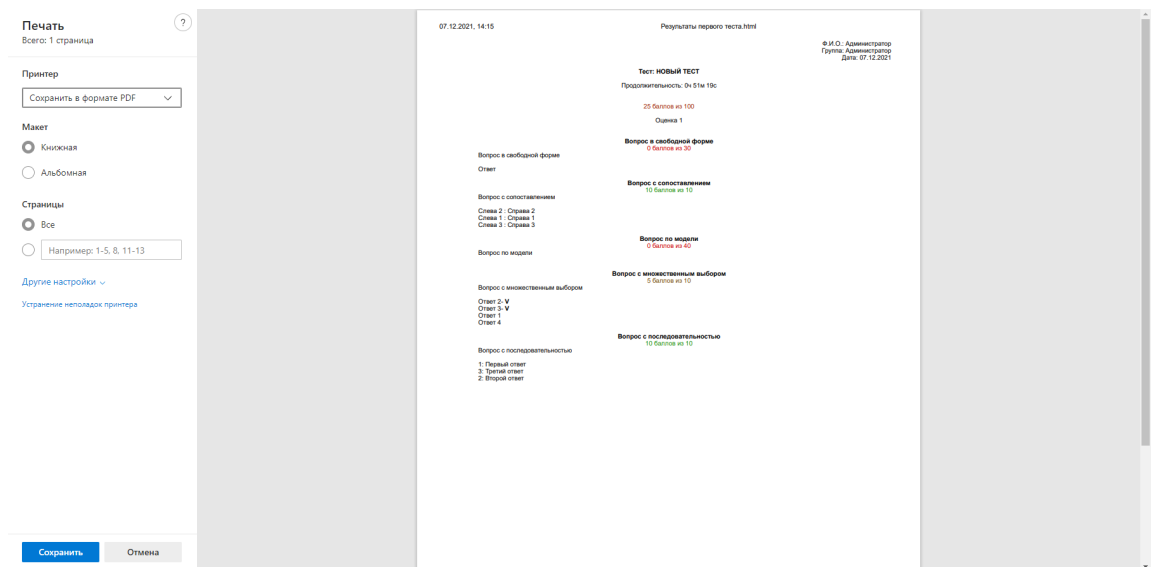 Печать
?
Всего: 1 страница
Принтер
Сохранить в формате PDF
Макет
Книжная
Альбомная
Страницы
Все
Например: 1-5, 8, 11-13
Другие настройки
Устранение неполадок принтера
Сохранить
Отмена
07.12.2021, 14:15
Результаты первого теста.html
Ф.И.О.: Администратор
Группа: Администратор
Дата: 07.12.2021
Тест: НОВЫЙ ТЕСТ
Продолжительность: 0ч 51м 19с
25 баллов из 100
Оценка 1
Вопрос в свободной форме
0 баллов из 30
Вопрос в свободной форме
Ответ
Вопрос с сопоставлением
10 баллов из 10
Вопрос с сопоставлением
Слева 2 : Справа 2
Слева 1 : Справа 1
Слева 3 : Справа 3
Вопрос по модели
0 баллов из 40
Вопрос по модели
Вопрос с множественным выбором
5 баллов из 10
Вопрос с множественным выбором
Ответ 2- V
Ответ 3- V
Ответ 1
Ответ 4
Вопрос с последовательностью
10 баллов из 10
Вопрос с последовательностью
1: Первый ответ
3: Третий ответ
2: Второй ответ